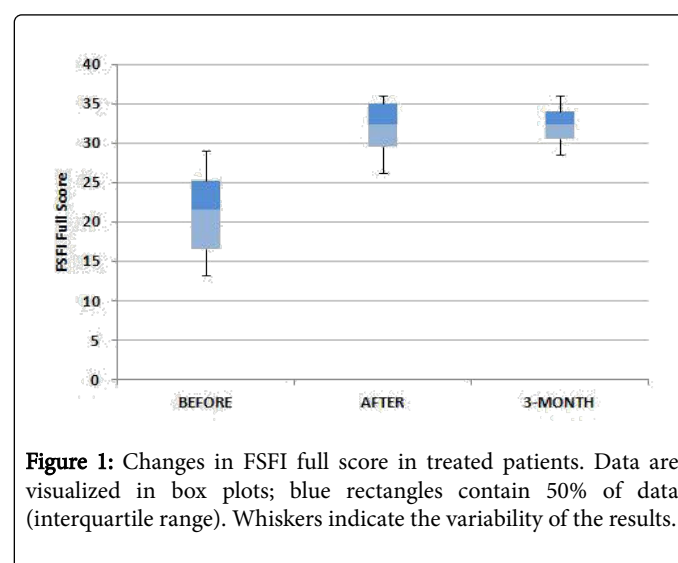 40
35
30
25
20
15
10
5
0
FSFI Full Score
BEFORE AFTER 3-MONTH
Figure 1: Changes in FSFI full score in treated patients. Data are
visualized in box plots; blue rectangles contain 50% of data
(interquartile range). Whiskers indicate the variability of the results.